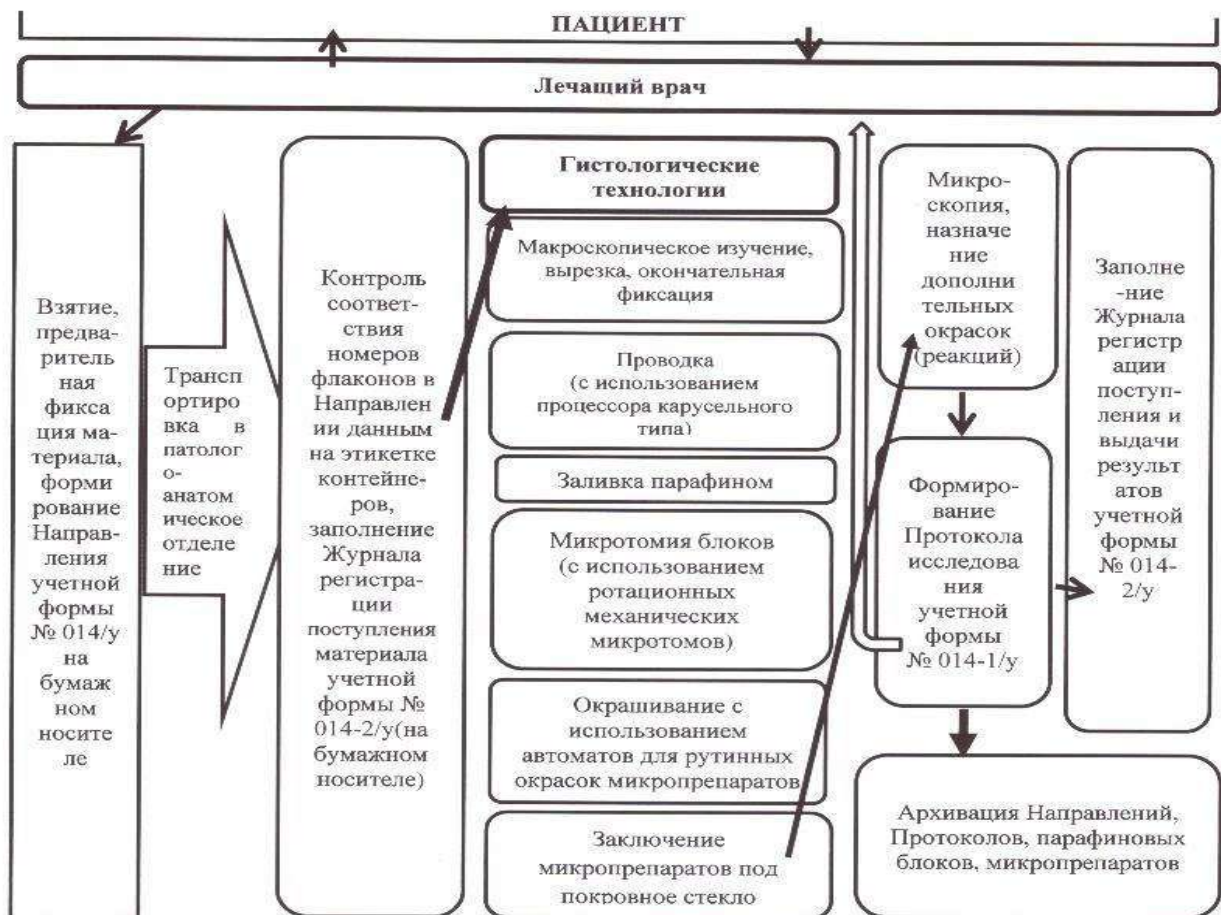 ПАЦИЕНТ
Лечащий врач
Взятие,
предва-
ритель
ная
фикса
ция ма-
териала,
форми
рование
Направ-
ления
учетной
формы
№ 014/у
на
бумаж
ном
носите
ле
Трансп
ортиро
вка в
патолог
о-
анатом
ическое
отделе
ние
Контроль
соответ-
ствия
номеров
флаконов в
Направлен
ии данным
на этикетке
контейне-
ров,
заполнение
Журнала
регистра-
ции
поступления
материала
учетной
формы №
014-2/у(на
бумажном
носителе)
Гистологические
технологии
Макроскопическое изучение,
вырезка, окончательная
фиксация
Проводка
(с использованием
процессора карусельного
типа)
Заливка парафином
Микротомия блоков
(с использованием
ротационных
механических
микротомов)
Окрашивание с
использованием
автоматов для рутинных
окрасок микропрепаратов
Заключение
микропрепаратов под
покровное стекло
Микро-
скопия,
назначе
ние
дополни
тельных
окрасок
(реакций)
Формиро-
вание
Протокола
исследова
ния
учетной
формы
№ 014-1/у
Заполне
-ние
Журнала
регистр
ации
поступ-
ления и
выдачи
результ
атов
учетной
формы
№ 014-
2/у
Архивация Направлений,
Протоколов, парафиновых
блоков, микропрепаратов